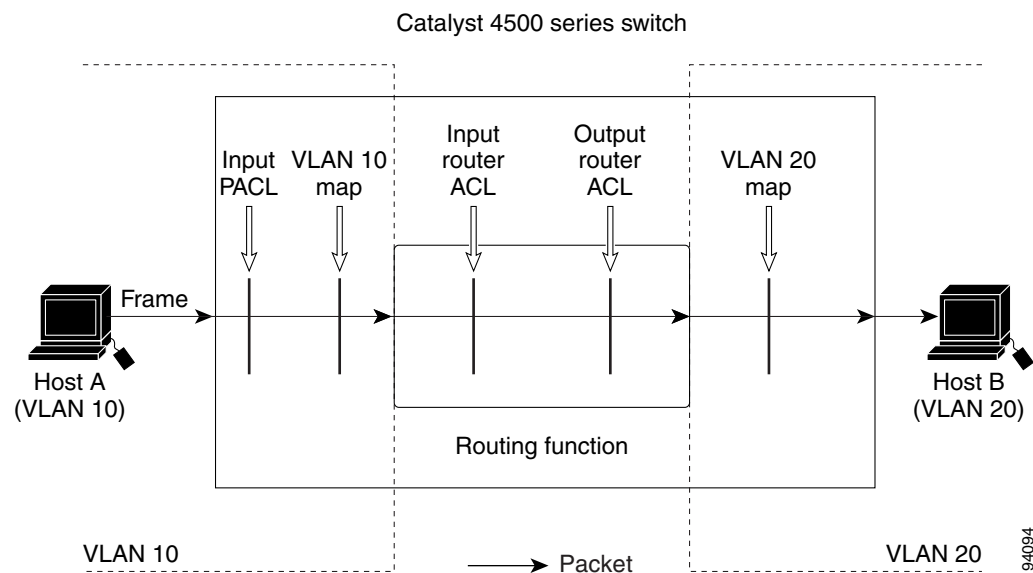 Catalyst 4500 series switch
Input
PACL
VLAN 10
map
Input
router
ACL
Output
router
ACL
VLAN 20
map
Frame
Host A
(VLAN 10)
Host B
(VLAN 20)
Routing function
VLAN 10
Packet
VLAN 20
94094